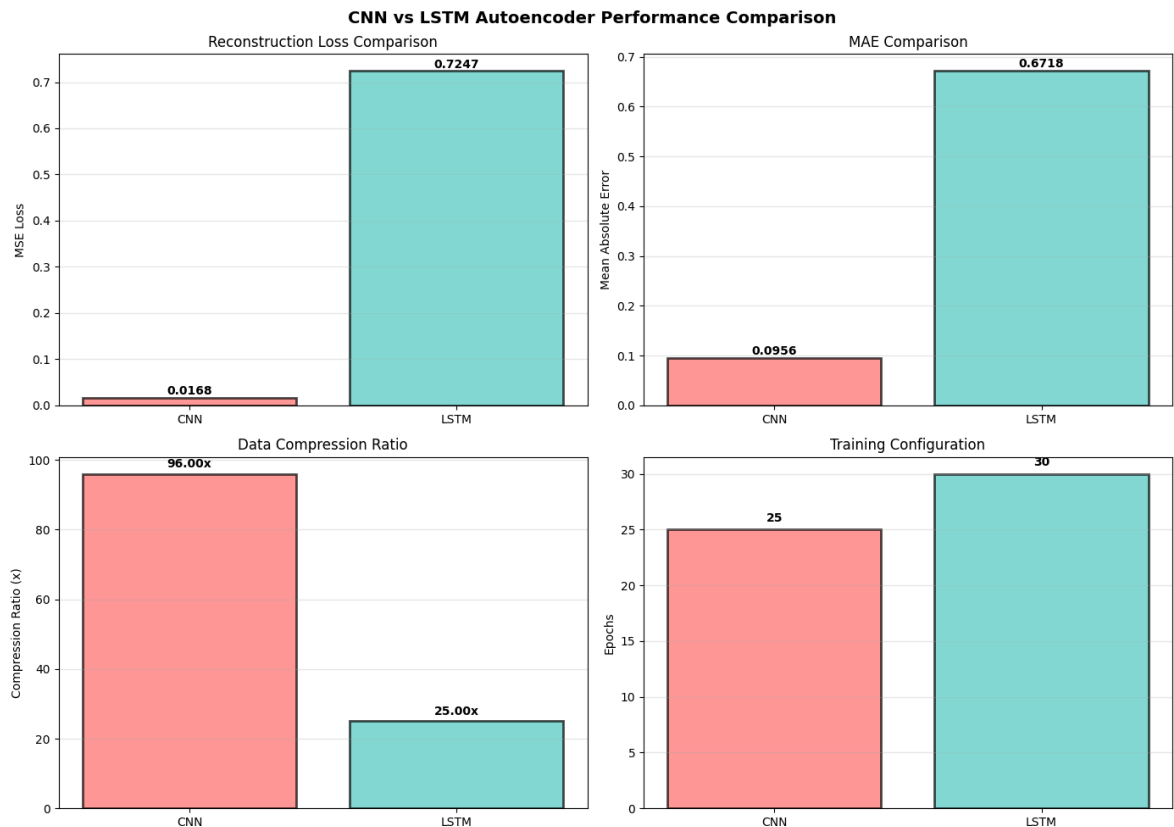 CNN vs LSTM Autoencoder Performance Comparison
Reconstruction Loss Comparison
MSE Loss
0.7
0.6
0.5
0.4
0.3
0.2
0.1
0.0
0.0168
0.7247
CNN
LSTM
MAE Comparison
Mean Absolute Error
0.7
0.6
0.5
0.4
0.3
0.2
0.1
0.0
0.0956
0.6718
CNN
LSTM
Data Compression Ratio
Compression Ratio (x)
100
80
60
40
20
0
96.00x
25.00x
CNN
LSTM
Training Configuration
Epochs
30
25
20
15
10
5
0
25
30
CNN
LSTM